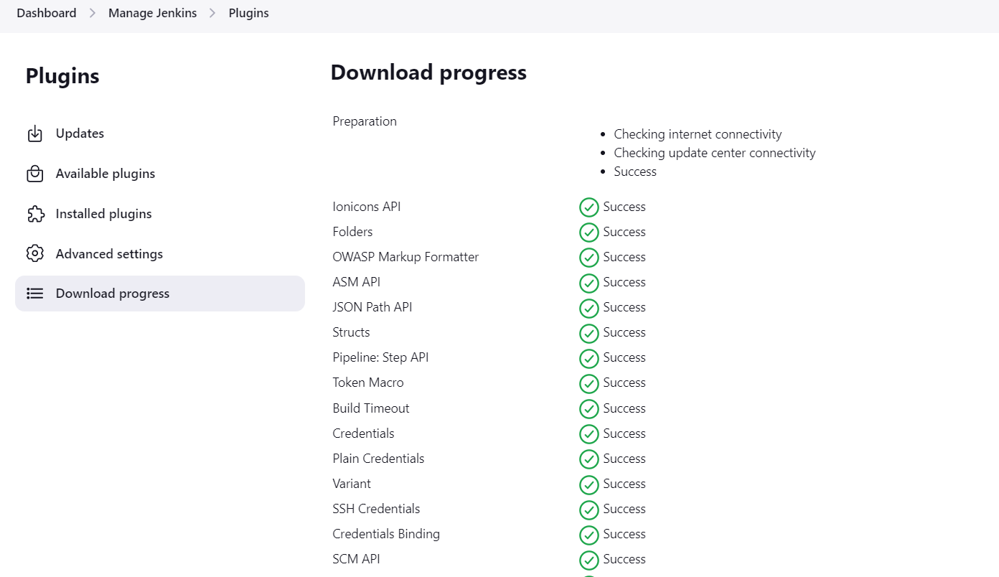 Dashboard > Manage Jenkins > Plugins
Plugins
Updates
Available plugins
Installed plugins
Advanced settings
Download progress
Download progress
Preparation
• Checking internet connectivity
• Checking update center connectivity
• Success
Ionicons API Success
Folders Success
OWASP Markup Formatter Success
ASM API Success
JSON Path API Success
Structs Success
Pipeline: Step API Success
Token Macro Success
Build Timeout Success
Credentials Success
Plain Credentials Success
Variant Success
SSH Credentials Success
Credentials Binding Success
SCM API Success